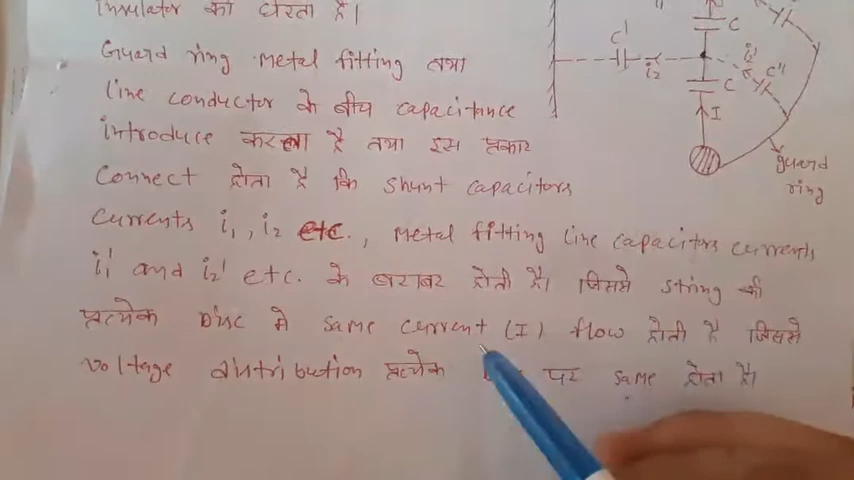 Insulator को घेरता है।
Guard ring metal fitting तथा
line conductor के बीच capacitance
introduce करता है तथा इस प्रकार
Connect होता है कि shunt capacitors
Currents i₁, i₂ etc., metal fitting line capacitors currents
i₁' and i₂' etc. के बराबर होती है। जिससे string की
प्रत्येक Disc मे same current (I) flow होती है जिससे
voltage distribution प्रत्येक पर same होता है।
C
C'
i₂
i₂'
C"
C
I
guard
ring